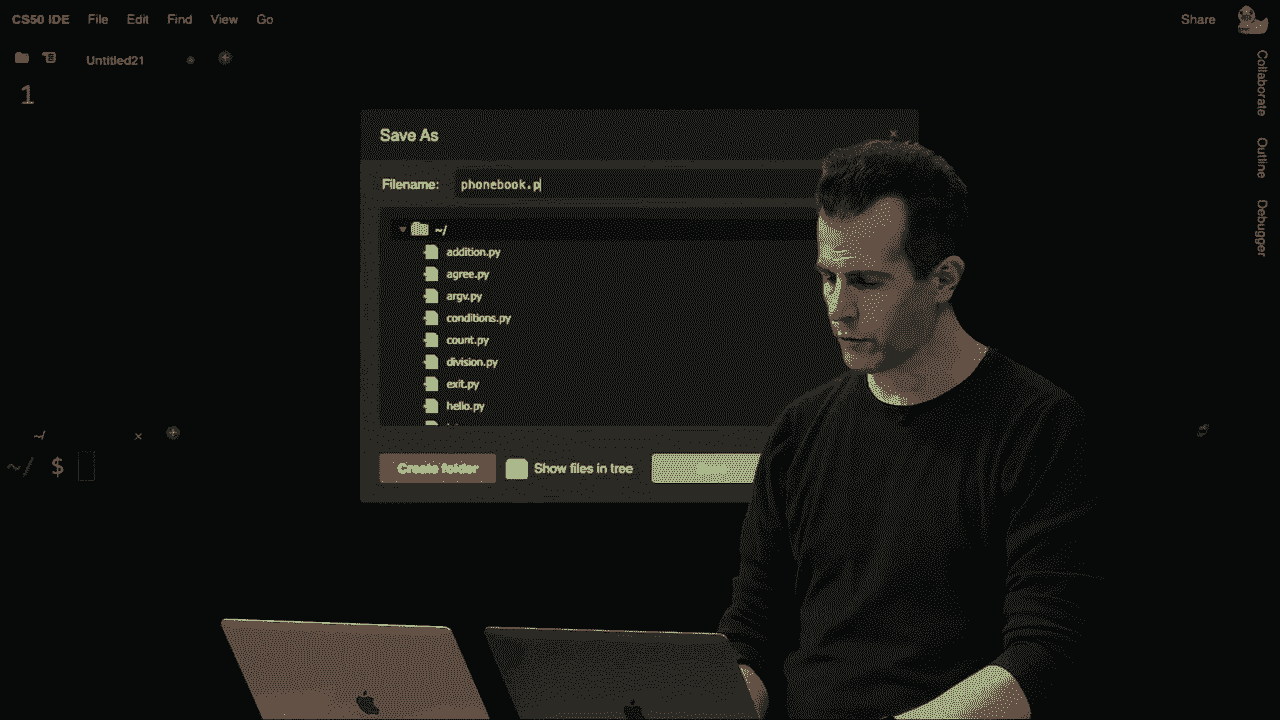 CS50 IDE File Edit Find View Go Share
Untitled21
1
Collaborate
Outline
Debugger
Save As
Filename: phonebook.p
~/
addition.py
agree.py
argv.py
conditions.py
count.py
division.py
exit.py
hello.py
Create folder Show files in tree
~/
~/ $